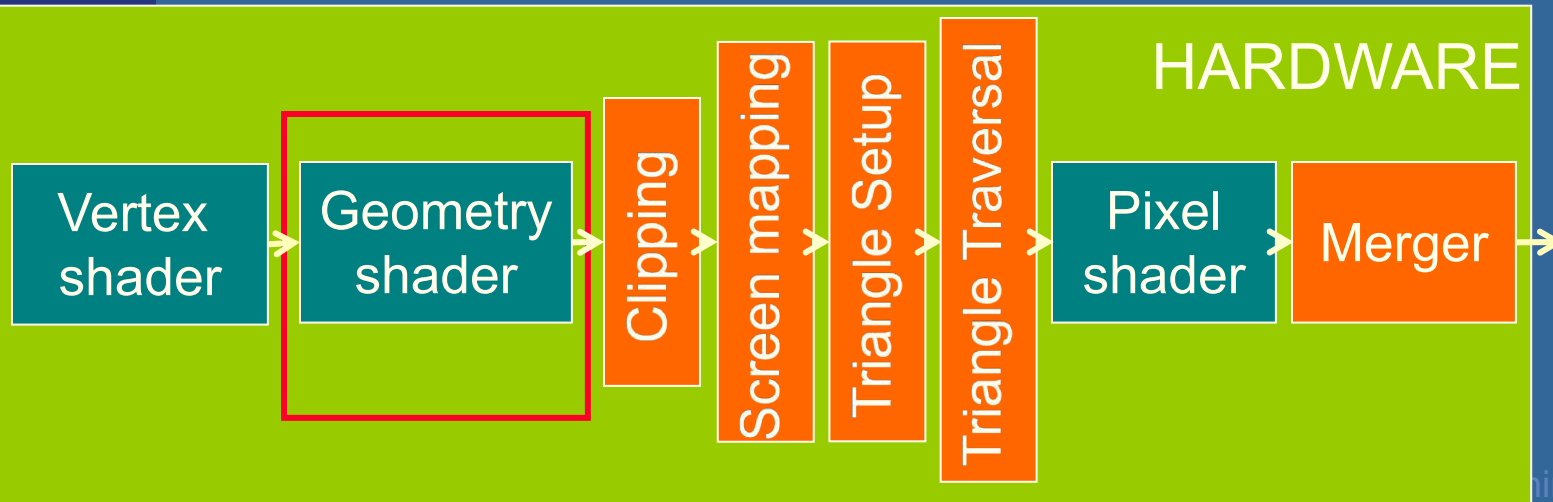 HARDWARE
Vertex
shader
Geometry
shader
Clipping
Screen mapping
Triangle Setup
Triangle Traversal
Pixel
shader
Merger